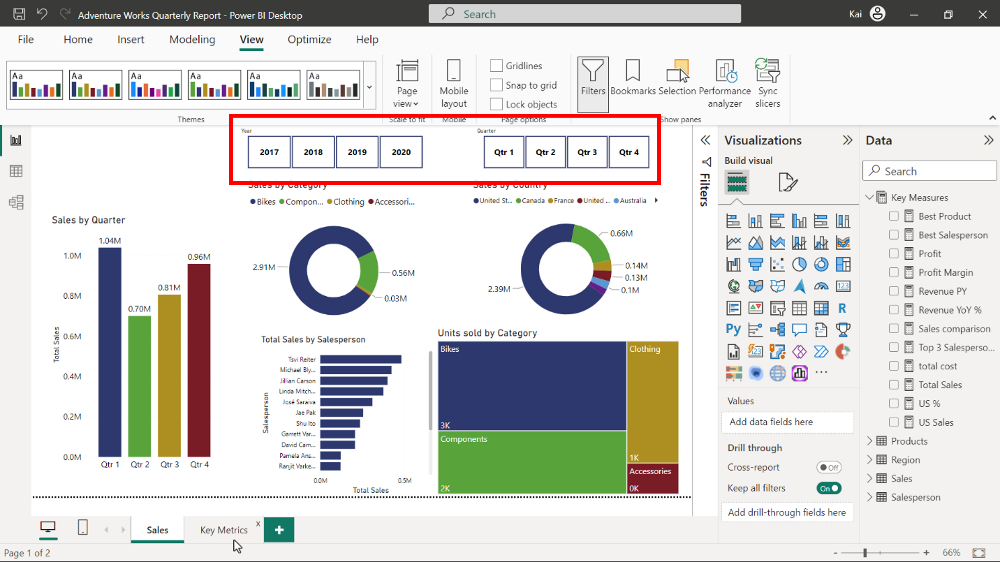 Adventure Works Quarterly Report - Power BI Desktop
Search
Kai
File Home Insert Modeling View Optimize Help
Aa Aa Aa Aa Aa Aa
Page view
Mobile layout
Gridlines
Snap to grid
Lock objects
Filters
Bookmarks
Selection
Performance analyzer
Sync slicers
Themes
Scale to fit
Mobile
Page options
Show panes
Year
2017 2018 2019 2020
Quarter
Qtr 1 Qtr 2 Qtr 3 Qtr 4
Sales by Category
Bikes Compon... Clothing Accessori...
2.91M
0.56M
0.03M
Sales by Country
United St... Canada France United ... Australia
0.66M
0.14M
0.13M
0.1M
2.39M
Sales by Quarter
Total Sales
1.0M
0.8M
0.6M
0.4M
0.2M
0.0M
1.04M
0.70M
0.81M
0.96M
Qtr 1 Qtr 2 Qtr 3 Qtr 4
Total Sales by Salesperson
Salesperson
Tsvi Reiter
Michael Bly...
Jillian Carson
Linda Mitch...
José Saraiva
Jae Pak
Shu Ito
Garrett Var...
David Cam...
Pamela Ans...
Ranjit Varke...
0.0M 0.5M
Total Sales
Units sold by Category
Bikes
3K
Components
2K
Clothing
1K
Accessories
0K
Filters
Visualizations
Build visual
123
R
Py
123
...
Values
Add data fields here
Drill through
Cross-report
Off
Keep all filters
On
Add drill-through fields here
Data
Search
Key Measures
Best Product
Best Salesperson
Profit
Profit Margin
Revenue PY
Revenue YoY %
Sales comparison
Top 3 Salesperso...
total cost
Total Sales
US %
US Sales
Products
Region
Sales
Salesperson
Sales
Key Metrics
x
+
Page 1 of 2
- + 66%